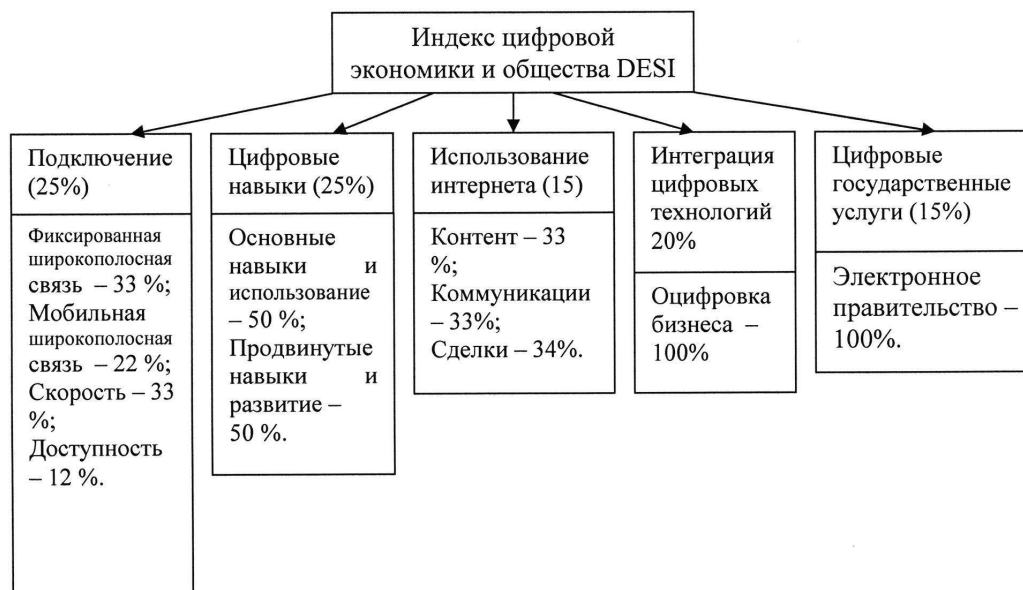 Индекс цифровой
экономики и общества DESI
Подключение
(25%)
Фиксированная
широкополосная
связь – 33 %;
Мобильная
широкополосная
связь – 22 %;
Скорость – 33
%;
Доступность
– 12 %.
Цифровые
навыки (25%)
Основные
навыки и
использование
– 50 %;
Продвинутые
навыки и
развитие –
50 %.
Использование
интернета (15)
Контент – 33
%;
Коммуникации
– 33%;
Сделки – 34%.
Интеграция
цифровых
технологий
20%
Оцифровка
бизнеса –
100%
Цифровые
государственные
услуги (15%)
Электронное
правительство –
100%.